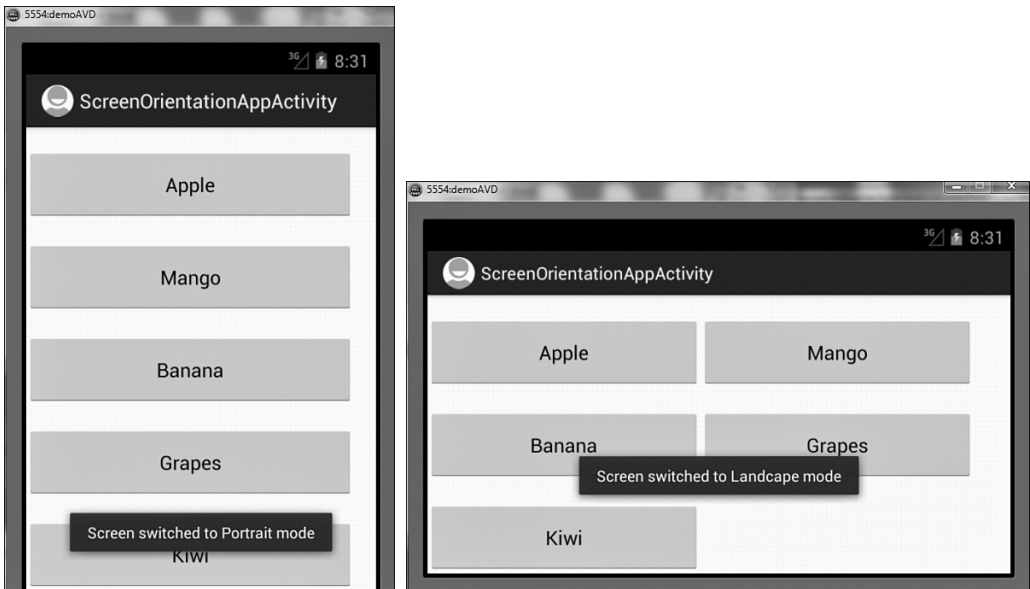 5554:demoAVD
3G 8:31
ScreenOrientationAppActivity
Apple
Mango
Banana
Grapes
Screen switched to Portrait mode
Kiwi
5554:demoAVD
3G 8:31
ScreenOrientationAppActivity
Apple Mango
Banana Grapes
Screen switched to Landcape mode
Kiwi